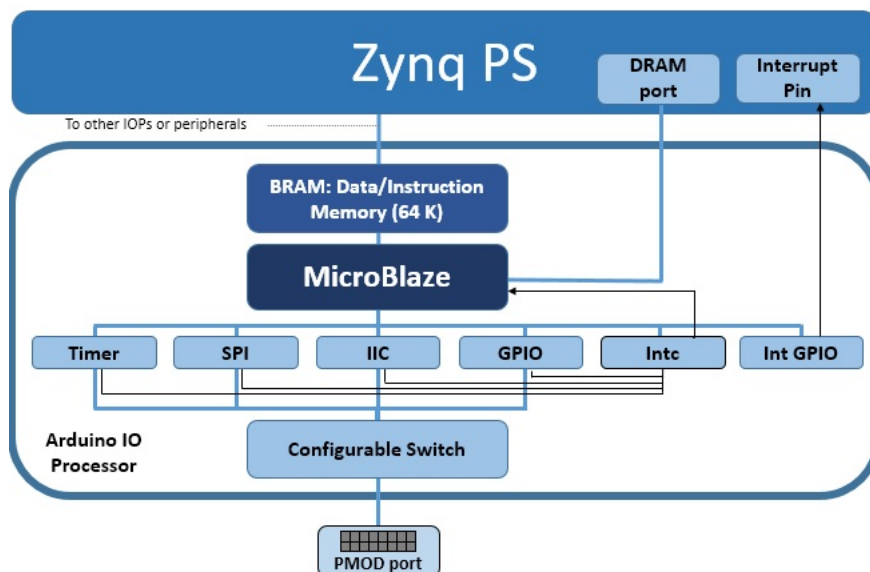 Zynq PS
DRAM
port
Interrupt
Pin
To other IOPs or peripherals
BRAM: Data/Instruction
Memory (64 K)
MicroBlaze
Timer
SPI
IIC
GPIO
Intc
Int GPIO
Arduino IO
Processor
Configurable Switch
PMOD port